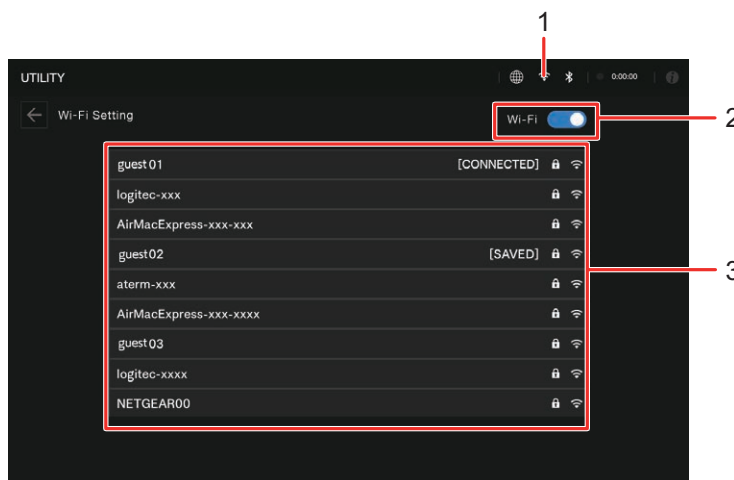 1
UTILITY 0:00:00
Wi-Fi Setting Wi-Fi 2
guest 01 [CONNECTED]
logitec-xxx
AirMacExpress-xxx-xxx
guest02 [SAVED]
3
aterm-xxx
AirMacExpress-xxx-xxxx
guest 03
logitec-xxxx
NETGEAR00